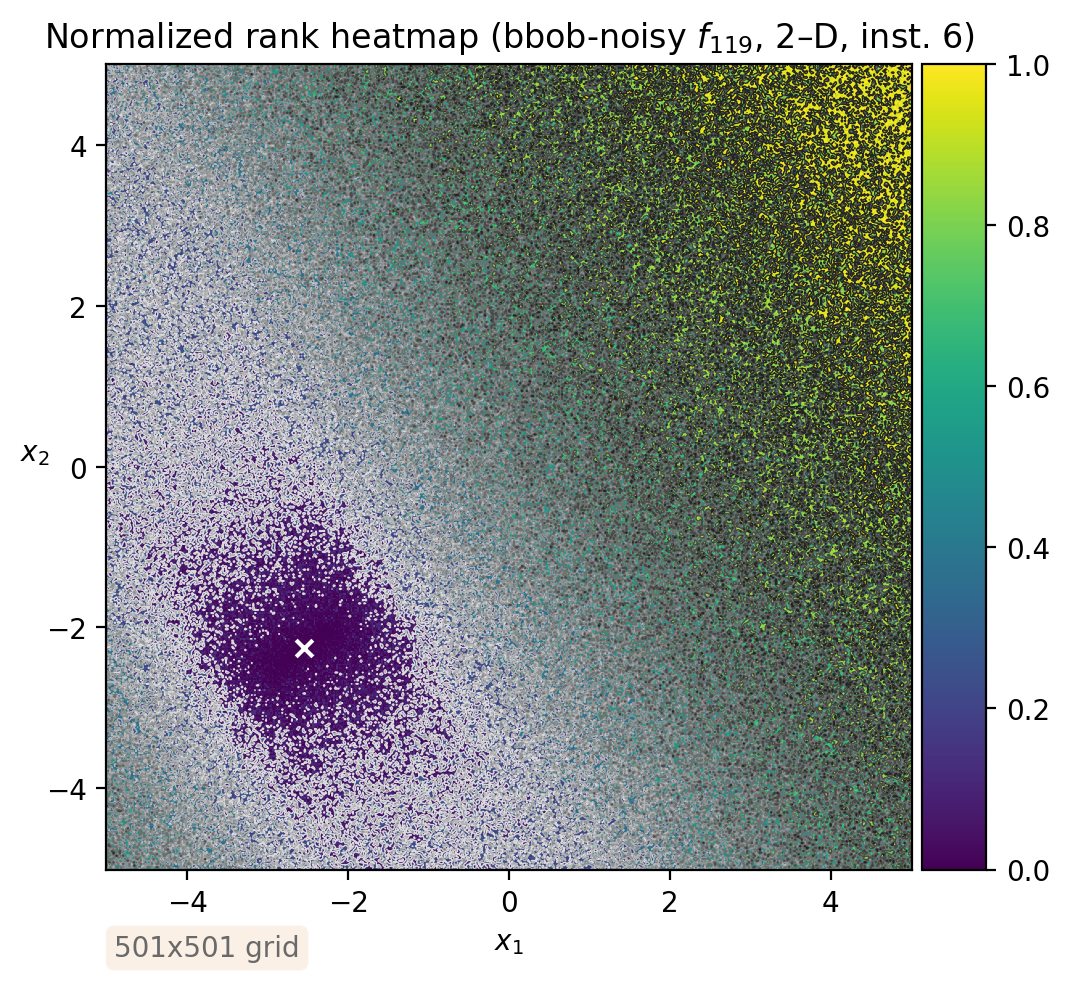 Normalized rank heatmap (bbob-noisy f₁₁₉, 2–D, inst. 6)
1.0
0.8
0.6
0.4
0.2
0.0
4
2
0
−2
−4
x₂
−4 −2 0 2 4
x₁
501x501 grid